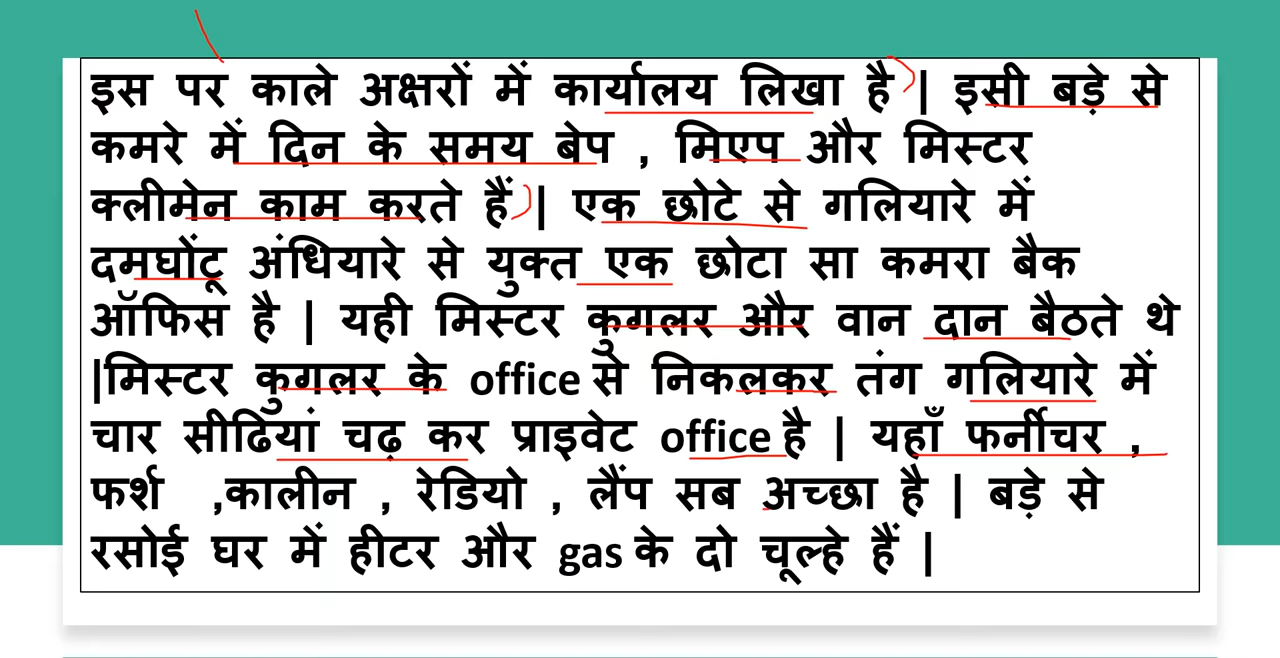 इस पर काले अक्षरों में कार्यालय लिखा है | इसी बड़े से
कमरे में दिन के समय बेप , मिएप और मिस्टर
क्लीमेन काम करते हैं | एक छोटे से गलियारे में
दमघोंटू अंधियारे से युक्त एक छोटा सा कमरा बैक
ऑफिस है | यही मिस्टर कुगलर और वान दान बैठते थे
|मिस्टर कुगलर के office से निकलकर तंग गलियारे में
चार सीढियां चढ़ कर प्राइवेट office है | यहाँ फर्नीचर ,
फर्श ,कालीन , रेडियो , लैंप सब अच्छा है | बड़े से
रसोई घर में हीटर और gas के दो चूल्हे हैं |